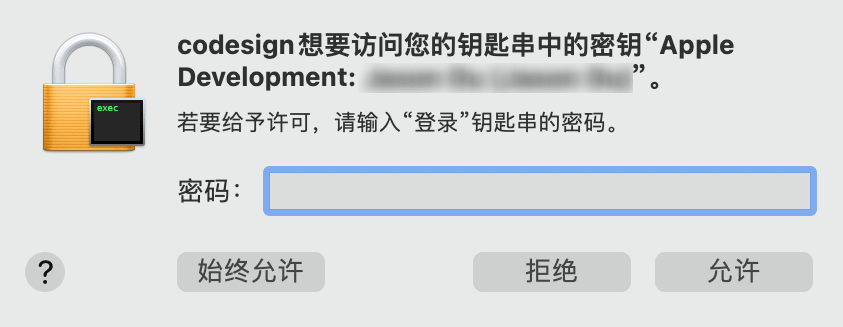 codesign想要访问您的钥匙串中的密钥“Apple
Development: ”。
exec
若要给予许可，请输入“登录”钥匙串的密码。
密码：
?
始终允许
拒绝
允许